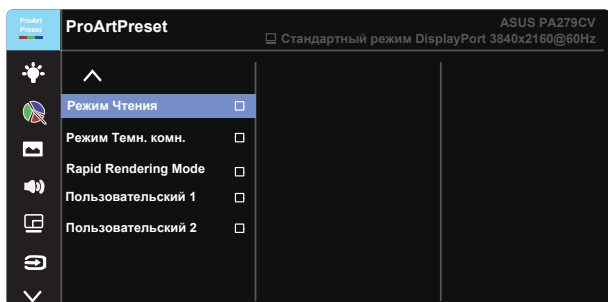 ProArt
Preset
ProArtPreset
ASUS PA279CV
Стандартный режим DisplayPort 3840x2160@60Hz
Режим Чтения
Режим Темн. комн.
Rapid Rendering Mode
Пользовательский 1
Пользовательский 2